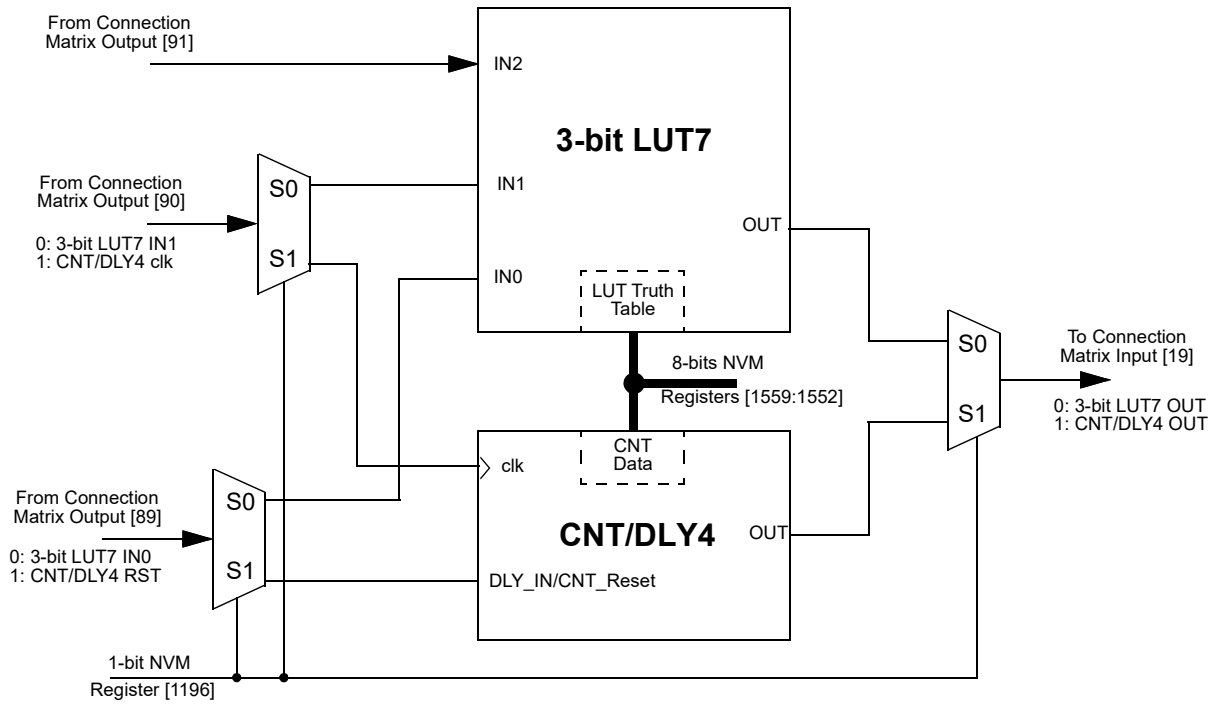 From Connection
Matrix Output [91]
IN2
3-bit LUT7
From Connection
Matrix Output [90]
S0
IN1
0: 3-bit LUT7 IN1
1: CNT/DLY4 clk
S1
OUT
IN0
LUT Truth
Table
8-bits NVM
Registers [1559:1552]
S0
To Connection
Matrix Input [19]
S1
0: 3-bit LUT7 OUT
1: CNT/DLY4 OUT
CNT
Data
clk
From Connection
Matrix Output [89]
S0
CNT/DLY4
OUT
0: 3-bit LUT7 IN0
1: CNT/DLY4 RST
S1
DLY_IN/CNT_Reset
1-bit NVM
Register [1196]